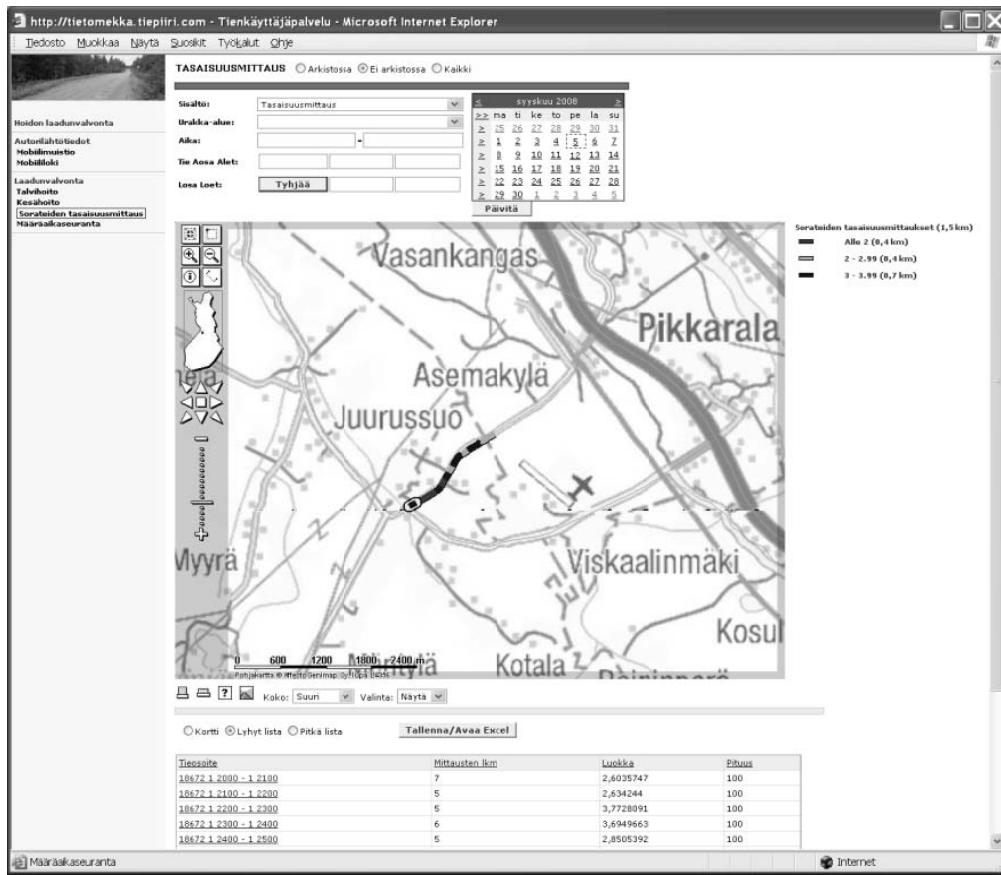 http://tietomekka.tiepiiri.com - Tienkäyttäjäpalvelu - Microsoft Internet Explorer
Tiedosto Muokkaa Näytä Suosikit Työkalut Ohje
TASAISUUSMITTAUS Arkistossa Ei arkistossa Kaikki
Hoidon laadunvalvonta
Autorilähtötiedot
Mobiilimuistio
Mobiililoki
Laadunvalvonta
Talvihoito
Kesähoito
Sorateiden tasaisuusmittaus
Määräaikaseuranta
Sisältö: Tasaisuusmittaus
Urakka-alue:
Aika: -
Tie Aosa Alet:
Losa Loet: Tyhjää
< syyskuu 2008 >
>> ma ti ke to pe la su
> 25 26 27 28 29 30 31
> 1 2 3 4 5 6 7
> 8 9 10 11 12 13 14
> 15 16 17 18 19 20 21
> 22 23 24 25 26 27 28
> 29 30 1 2 3 4 5
Päivitä
Sorateiden tasaisuusmittaukset (1,5 km)
Alle 2 (0,4 km)
2 - 2.99 (0,4 km)
3 - 3.99 (0,7 km)
Vasankangas
Pikkarala
Asemakylä
Juurussuo
Myyrä
Viskaalinmäki
Kosul
Mäntylä
Kotala
0 600 1200 1800 2400 m
Koko: Suuri Valinta: Näytä
Kortti Lyhyt lista Pitkä lista Tallenna/Avaa Excel
Tieosoite Mittausten lkm Luokka Pituus
18672 1 2000 - 1 2100 7 2,6035747 100
18672 1 2100 - 1 2200 5 2,634244 100
18672 1 2200 - 1 2300 5 3,7728091 100
18672 1 2300 - 1 2400 6 3,6949663 100
18672 1 2400 - 1 2500 5 2,8505392 100
Määräaikaseuranta Internet